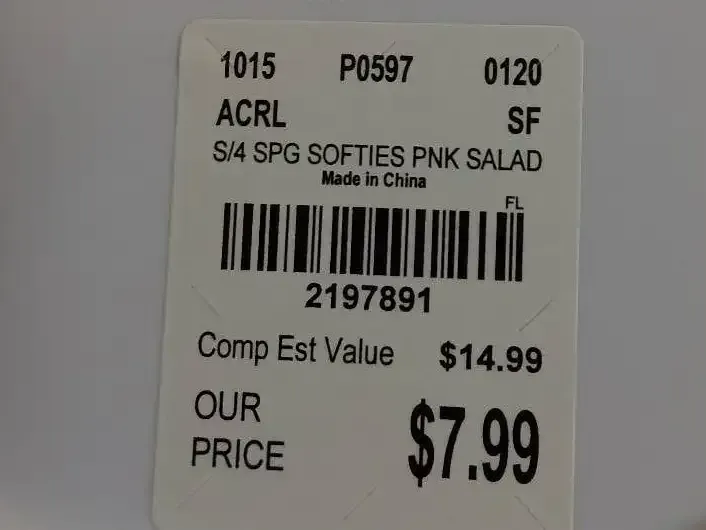 1015 P0597 0120
ACRL SF
S/4 SPG SOFTIES PNK SALAD
Made in China
FL
2197891
Comp Est Value $14.99
OUR
PRICE $7.99